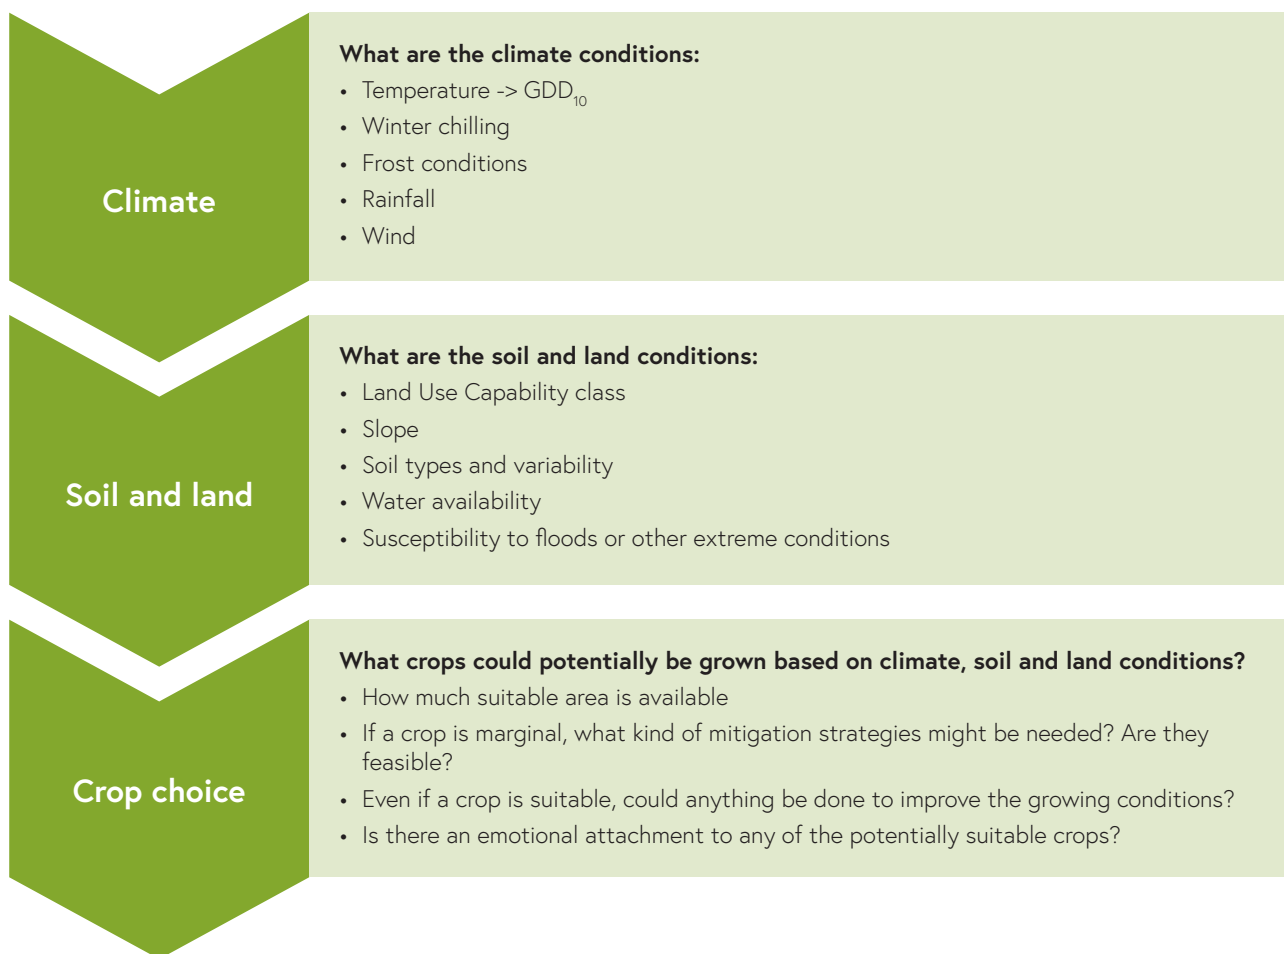 Climate
What are the climate conditions:
• Temperature -> GDD₁₀
• Winter chilling
• Frost conditions
• Rainfall
• Wind
Soil and land
What are the soil and land conditions:
• Land Use Capability class
• Slope
• Soil types and variability
• Water availability
• Susceptibility to floods or other extreme conditions
Crop choice
What crops could potentially be grown based on climate, soil and land conditions?
• How much suitable area is available
• If a crop is marginal, what kind of mitigation strategies might be needed? Are they
feasible?
• Even if a crop is suitable, could anything be done to improve the growing conditions?
• Is there an emotional attachment to any of the potentially suitable crops?